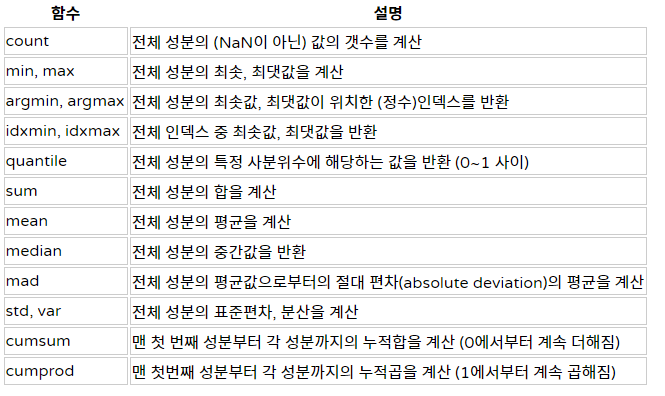 함수 설명
count 전체 성분의 (NaN이 아닌) 값의 갯수를 계산
min, max 전체 성분의 최솟, 최댓값을 계산
argmin, argmax 전체 성분의 최솟값, 최댓값이 위치한 (정수)인덱스를 반환
idxmin, idxmax 전체 인덱스 중 최솟값, 최댓값을 반환
quantile 전체 성분의 특정 사분위수에 해당하는 값을 반환 (0~1 사이)
sum 전체 성분의 합을 계산
mean 전체 성분의 평균을 계산
median 전체 성분의 중간값을 반환
mad 전체 성분의 평균값으로부터의 절대 편차(absolute deviation)의 평균을 계산
std, var 전체 성분의 표준편차, 분산을 계산
cumsum 맨 첫 번째 성분부터 각 성분까지의 누적합을 계산 (0에서부터 계속 더해짐)
cumprod 맨 첫번째 성분부터 각 성분까지의 누적곱을 계산 (1에서부터 계속 곱해짐)